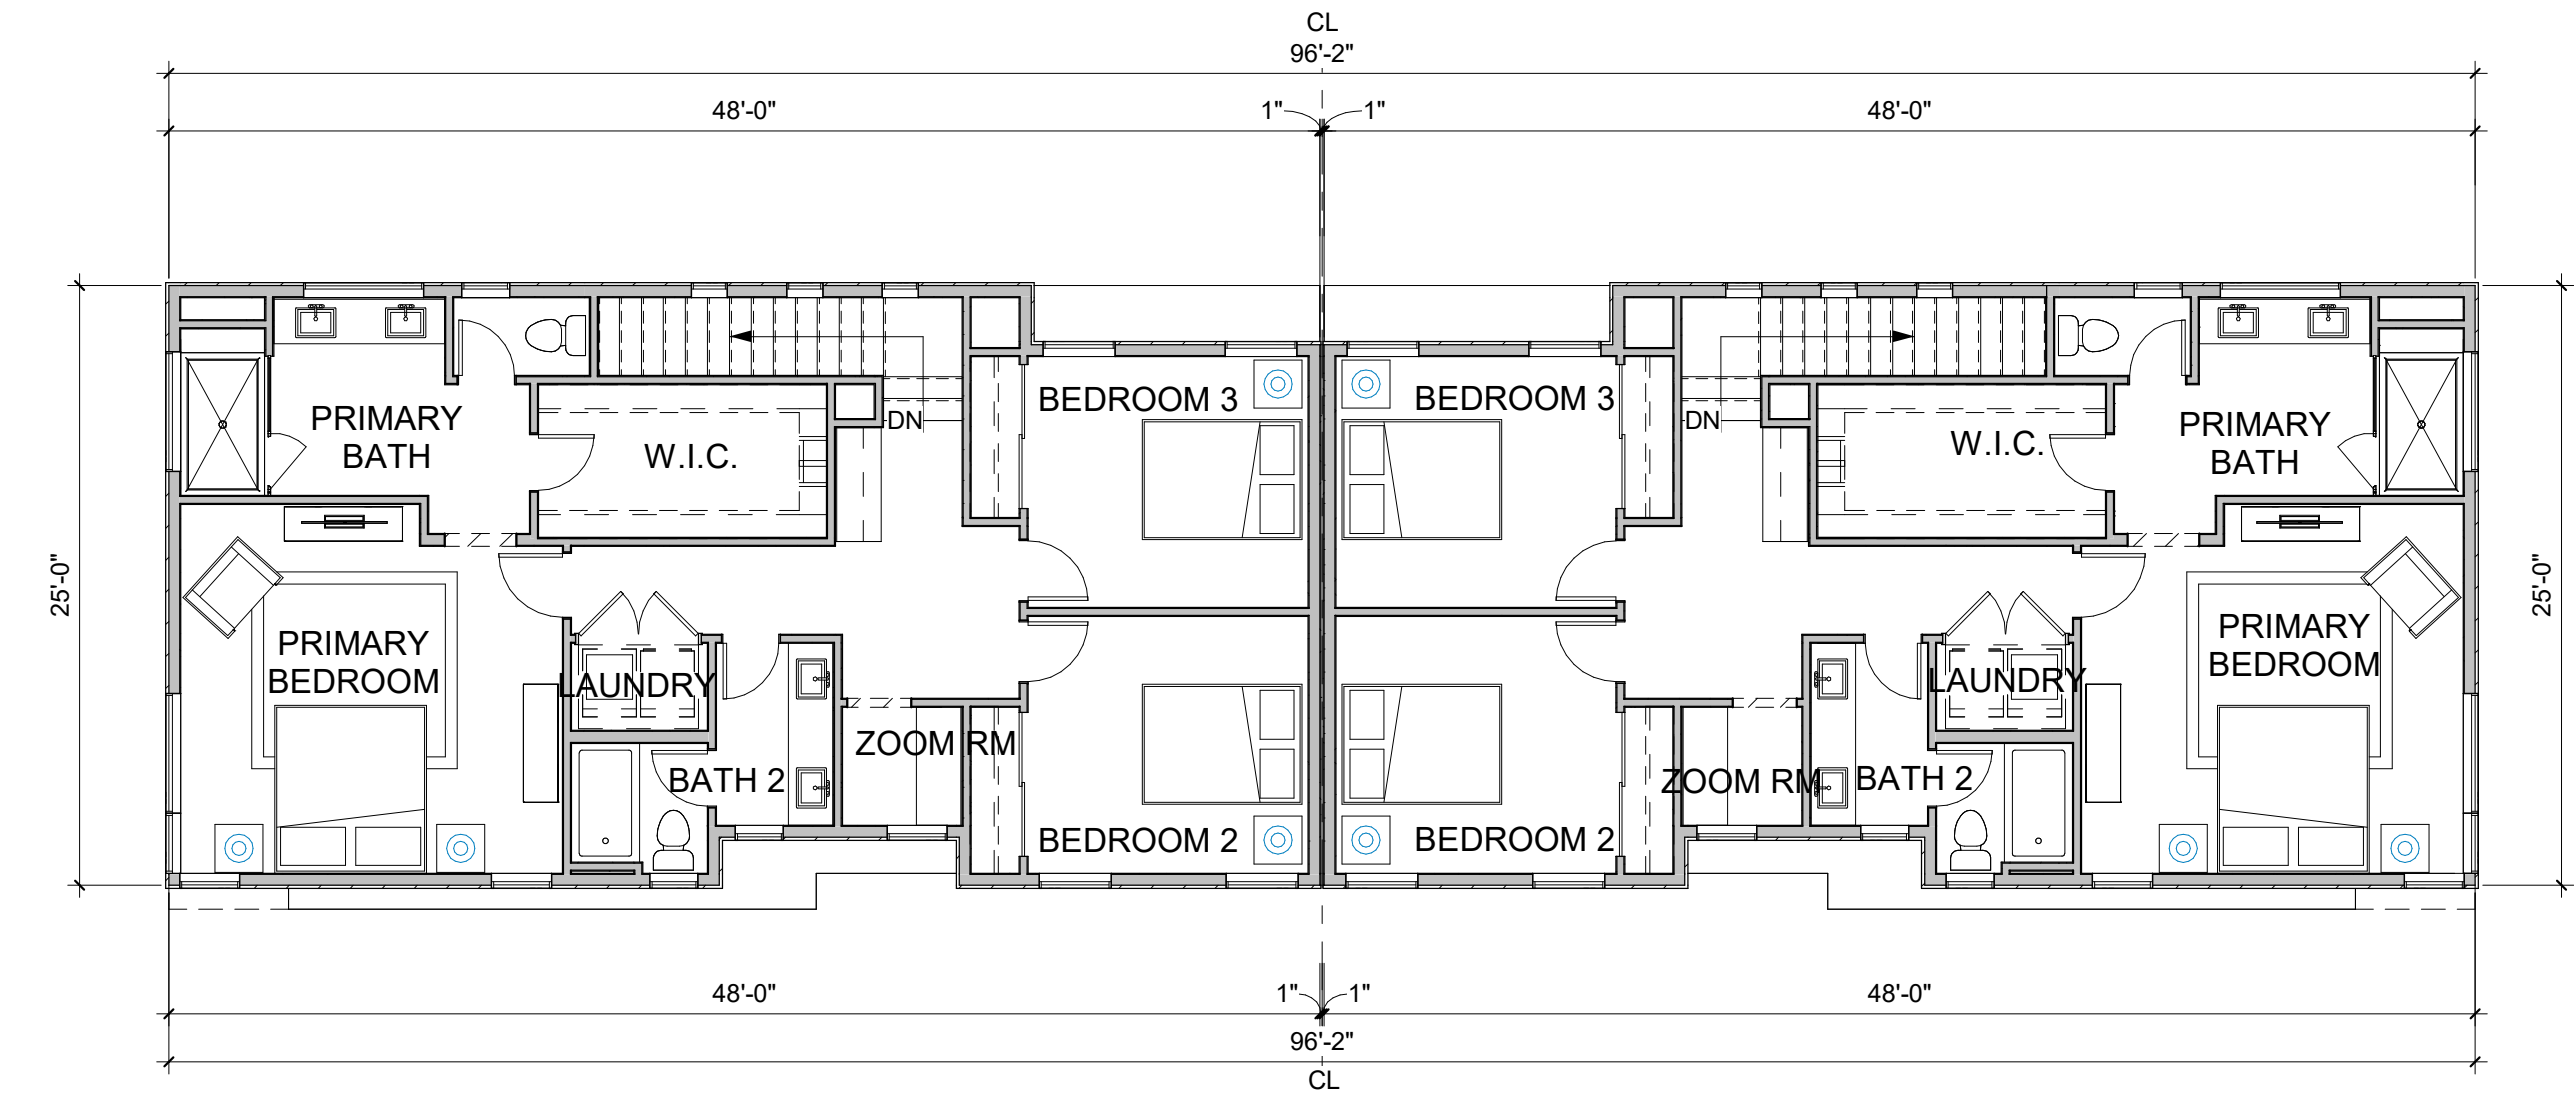 CL
96'-2"
48'-0"
1"
1"
48'-0"
BEDROOM 3
BEDROOM 3
PRIMARY
BATH
DN
DN
PRIMARY
BATH
W.I.C.
W.I.C.
25'-0"
25'-0"
PRIMARY
BEDROOM
PRIMARY
BEDROOM
LAUNDRY
LAUNDRY
ZOOM RM
BATH 2
ZOOM RM
BATH 2
BEDROOM 2
BEDROOM 2
48'-0"
1"
1"
48'-0"
96'-2"
CL